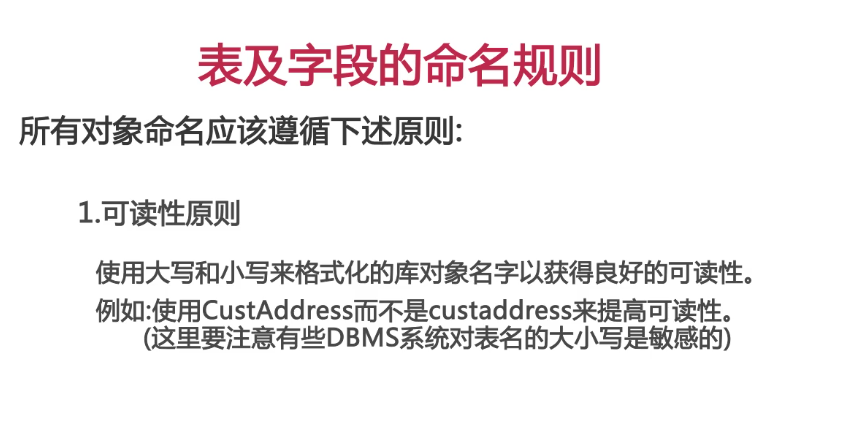 表及字段的命名规则
所有对象命名应该遵循下述原则:
1.可读性原则
使用大写和小写来格式化的库对象名字以获得良好的可读性。
例如:使用CustAddress而不是custaddress来提高可读性。
(这里要注意有些DBMS系统对表名的大小写是敏感的)